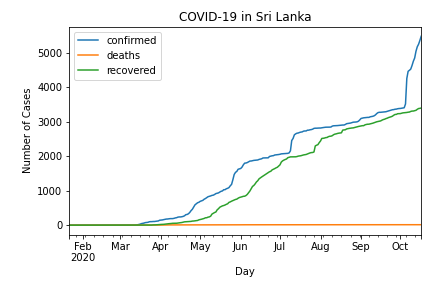 COVID-19 in Sri Lanka
confirmed
deaths
recovered
Number of Cases
5000
4000
3000
2000
1000
0
Feb Mar Apr May Jun Jul Aug Sep Oct
2020
Day